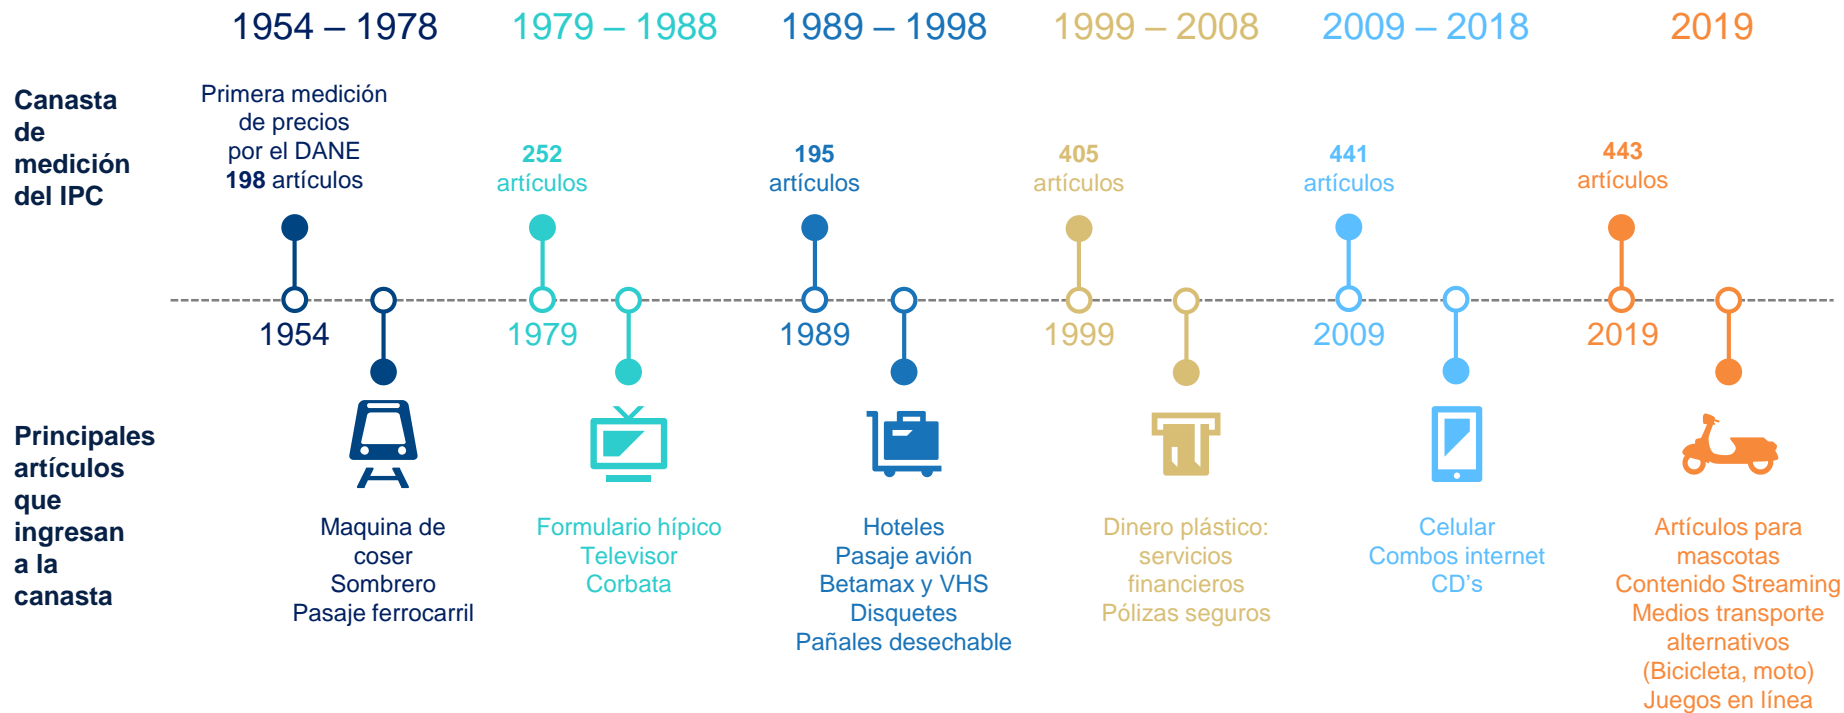 1954 – 1978
1979 – 1988
1989 – 1998
1999 – 2008
2009 – 2018
2019
Canasta
de
medición
del IPC
Primera medición
de precios
por el DANE
198 artículos
252
artículos
195
artículos
405
artículos
441
artículos
443
artículos
1954
1979
1989
1999
2009
2019
Principales
artículos
que
ingresan
a la
canasta
Maquina de
coser
Sombrero
Pasaje ferrocarril
Formulario hípico
Televisor
Corbata
Hoteles
Pasaje avión
Betamax y VHS
Disquetes
Pañales desechable
Dinero plástico:
servicios
financieros
Pólizas seguros
Celular
Combos internet
CD's
Artículos para
mascotas
Contenido Streaming
Medios transporte
alternativos
(Bicicleta, moto)
Juegos en línea